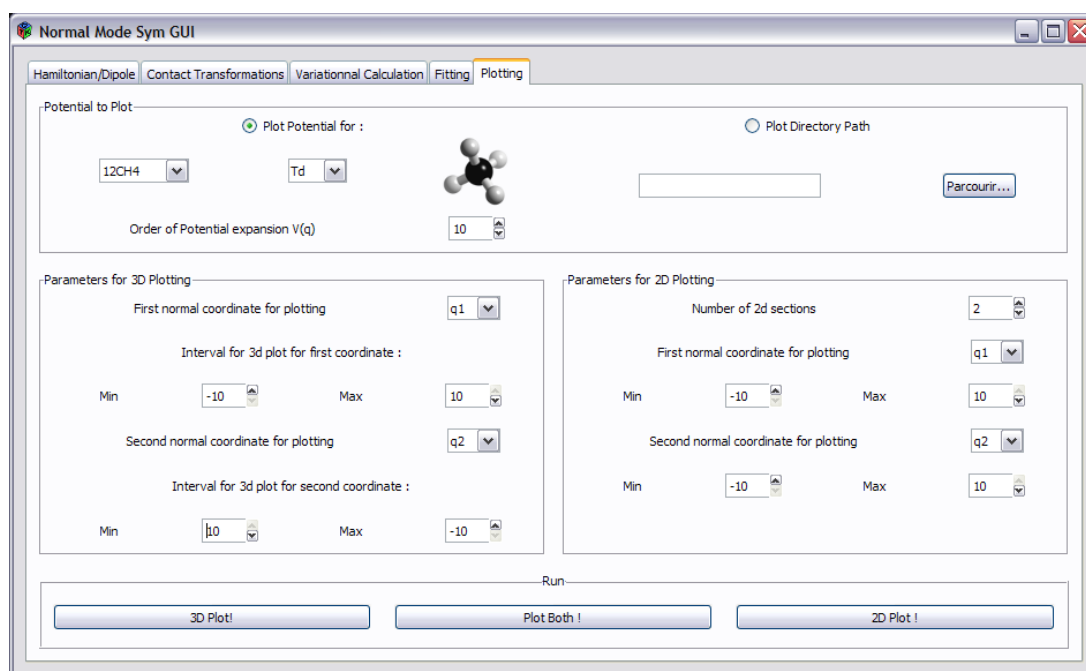 Normal Mode Sym GUI
Hamiltonian/Dipole Contact Transformations Variationnal Calculation Fitting Plotting
Potential to Plot
Plot Potential for : Plot Directory Path
12CH4 Td Parcourir...
Order of Potential expansion V(q) 10
Parameters for 3D Plotting
First normal coordinate for plotting q1
Interval for 3d plot for first coordinate :
Min -10 Max 10
Second normal coordinate for plotting q2
Interval for 3d plot for second coordinate :
Min 10 Max -10
Parameters for 2D Plotting
Number of 2d sections 2
First normal coordinate for plotting q1
Min -10 Max 10
Second normal coordinate for plotting q2
Min -10 Max 10
Run
3D Plot! Plot Both ! 2D Plot !